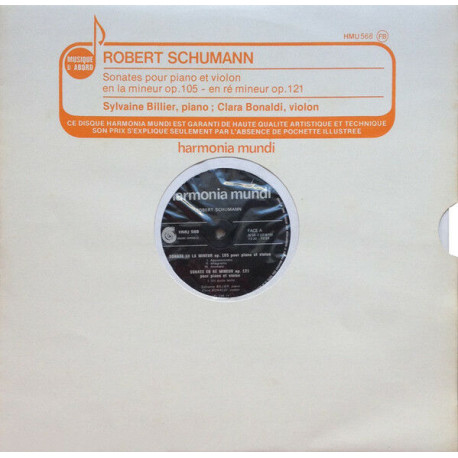 HMU 568 FB
MUSIQUE
D'ABORD
ROBERT SCHUMANN
Sonates pour piano et violon
en la mineur op.105 - en ré mineur op.121
Sylvaine Billier, piano ; Clara Bonaldi, violon
CE DISQUE HARMONIA MUNDI EST GARANTI DE HAUTE QUALITE ARTISTIQUE ET TECHNIQUE
SON PRIX S'EXPLIQUE SEULEMENT PAR L'ABSENCE DE POCHETTE ILLUSTREE
harmonia mundi
armonia mundi
ROBERT SCHUMANN
HMU 568
FACE A
SONATE EN LA MINEUR op. 105 pour piano et violon
SONATE EN RE MINEUR op. 121
pour piano et violon